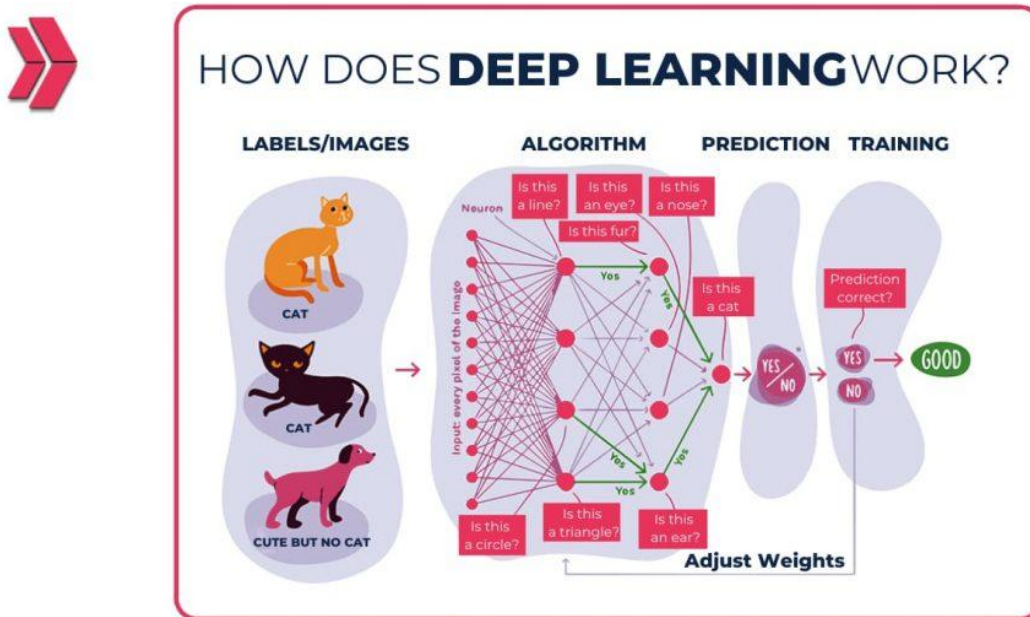 HOW DOES DEEP LEARNING WORK?
LABELS/IMAGES
ALGORITHM
PREDICTION
TRAINING
CAT
CAT
CUTE BUT NO CAT
Neuron
Input: every pixel of the image
Is this
a line?
Is this
an eye?
Is this
a nose?
Is this fur?
Yes
Yes
Is this
a cat
Yes
Yes
Yes
Is this
a circle?
Is this
a triangle?
Is this
an ear?
YES/NO
Prediction
correct?
YES
NO
GOOD
Adjust Weights